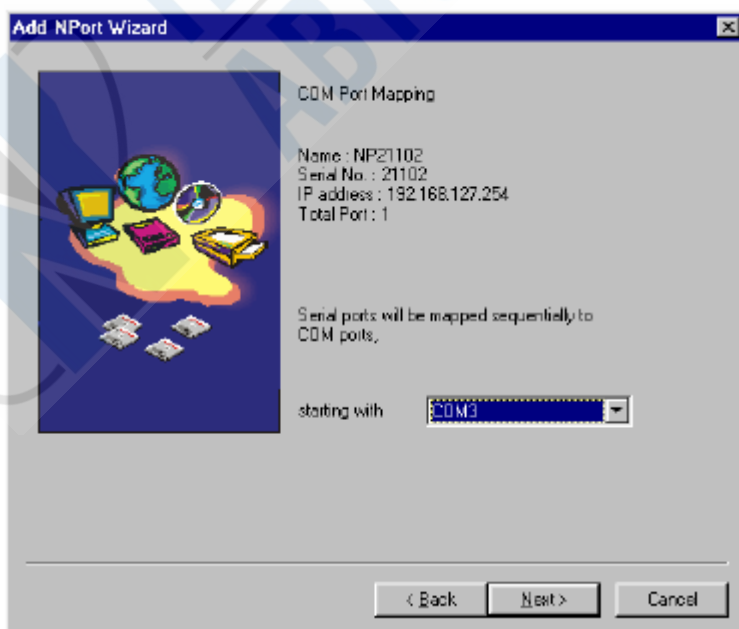 Add NPort Wizard
COM Port Mapping
Name : NP21102
Serial No. : 21102
IP address : 192.168.127.254
Total Port : 1
Serial ports will be mapped sequentially to
COM ports,
starting with COM3
< Back Next > Cancel